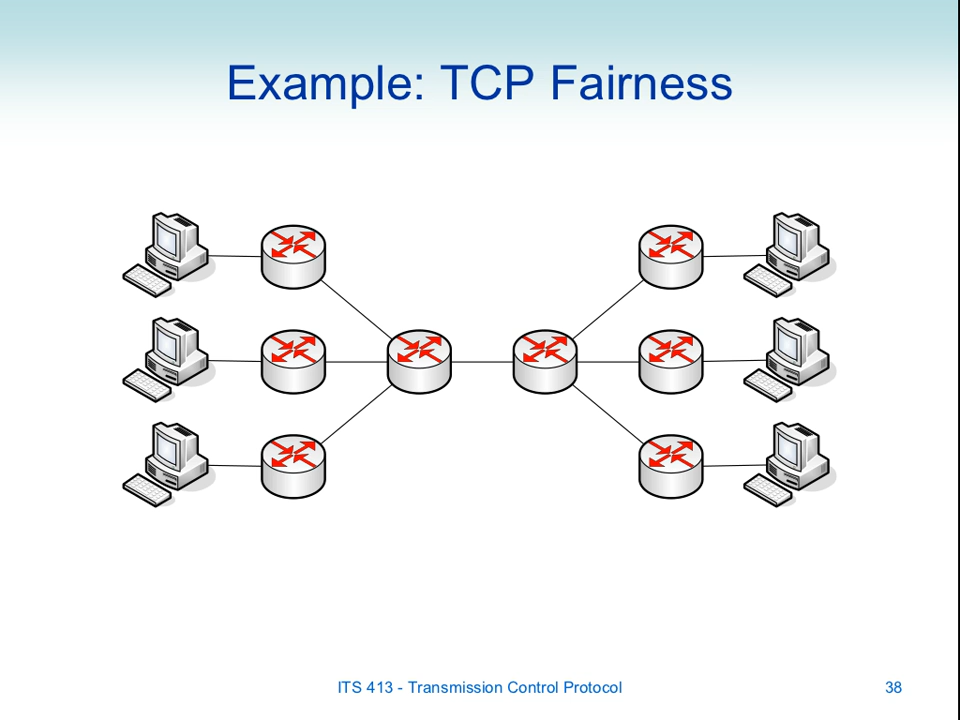 Example: TCP Fairness
ITS 413 - Transmission Control Protocol
38